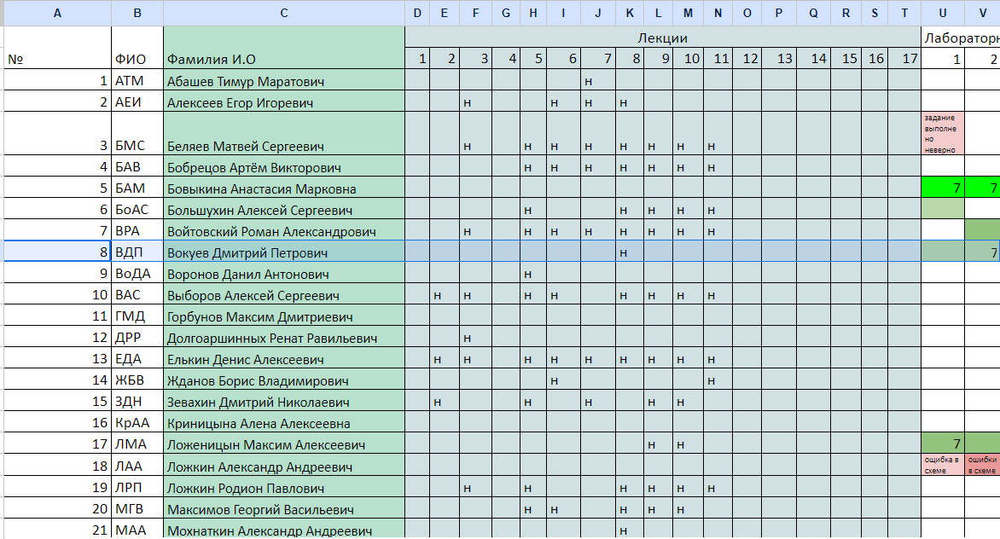 A B C D E F G H I J K L M N O P Q R S T U V
Лекции Лабораторн
№ ФИО Фамилия И.О 1 2 3 4 5 6 7 8 9 10 11 12 13 14 15 16 17 1 2
1 АТМ Абашев Тимур Маратович н
2 АЕИ Алексеев Егор Игоревич н н н н
задание
выполне
но
неверно
3 БМС Беляев Матвей Сергеевич н н н н н н н н
4 БАВ Бобрецов Артём Викторович н н н н н н н
5 БАМ Бовыкина Анастасия Марковна 7 7
6 БоАС Большухин Алексей Сергеевич н н н н н
7 ВРА Войтовский Роман Александрович н н н н н н н н
8 ВДП Вокуев Дмитрий Петрович н 7
9 ВоДА Воронов Данил Антонович н
10 ВАС Выборов Алексей Сергеевич н н н н н н н н
11 ГМД Горбунов Максим Дмитриевич
12 ДРР Долгоаршинных Ренат Равильевич н
13 ЕДА Елькин Денис Алексеевич н н н н н н н н н
14 ЖБВ Жданов Борис Владимирович н н
15 ЗДН Зевахин Дмитрий Николаевич н н н н н
16 КрАА Криницына Алена Алексеевна
17 ЛМА Ложеницын Максим Алексеевич н н 7
18 ЛАА Ложкин Александр Андреевич ощибка в ошибки
схеме в схеме
19 ЛРП Ложкин Родион Павлович н н н н н н
20 МГВ Максимов Георгий Васильевич н н н н н
21 МАА Мохнаткин Александр Андреевич н